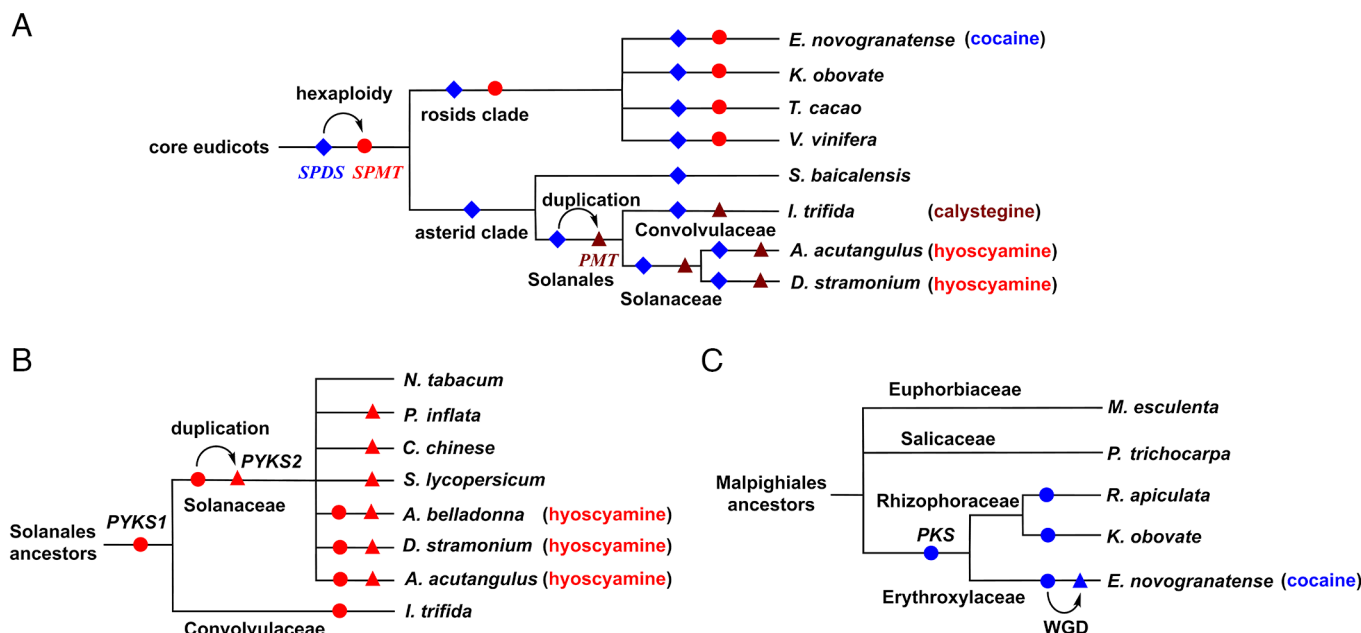 A
hexaploidy
core eudicots
SPDS SPMT
rosids clade
asterid clade
duplication
PMT
Solanales
Convolvulaceae
Solanaceae
E. novogranatense (cocaine)
K. obovate
T. cacao
V. vinifera
S. baicalensis
I. trifida (calystegine)
A. acutangulus (hyoscyamine)
D. stramonium (hyoscyamine)
B
Solanales
ancestors
PYKS1
duplication
PYKS2
Solanaceae
Convolvulaceae
N. tabacum
P. inflata
C. chinese
S. lycopersicum
A. belladonna (hyoscyamine)
D. stramonium (hyoscyamine)
A. acutangulus (hyoscyamine)
I. trifida
C
Malpighiales
ancestors
Euphorbiaceae
Salicaceae
Rhizophoraceae
PKS
Erythroxylaceae
WGD
M. esculenta
P. trichocarpa
R. apiculata
K. obovate
E. novogranatense (cocaine)